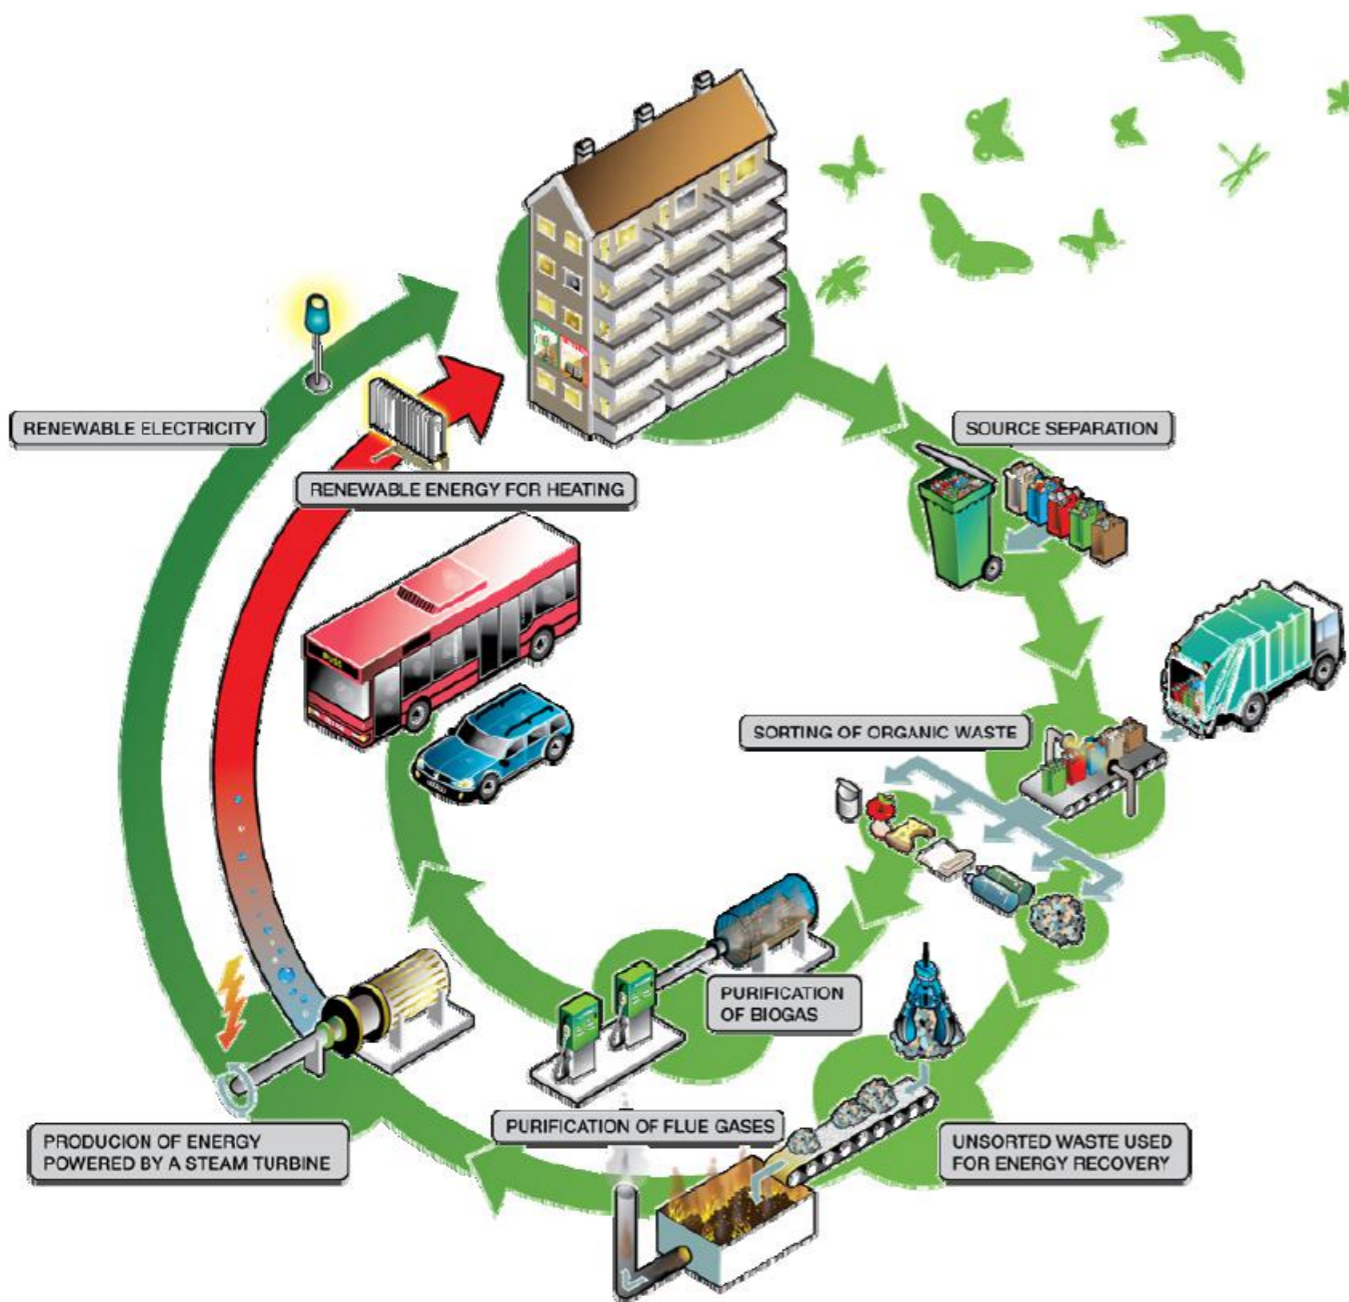 RENEWABLE ELECTRICITY
SOURCE SEPARATION
RENEWABLE ENERGY FOR HEATING
SORTING OF ORGANIC WASTE
PURIFICATION
OF BIOGAS
PURIFICATION OF FLUE GASES
PRODUCION OF ENERGY
POWERED BY A STEAM TURBINE
UNSORTED WASTE USED
FOR ENERGY RECOVERY